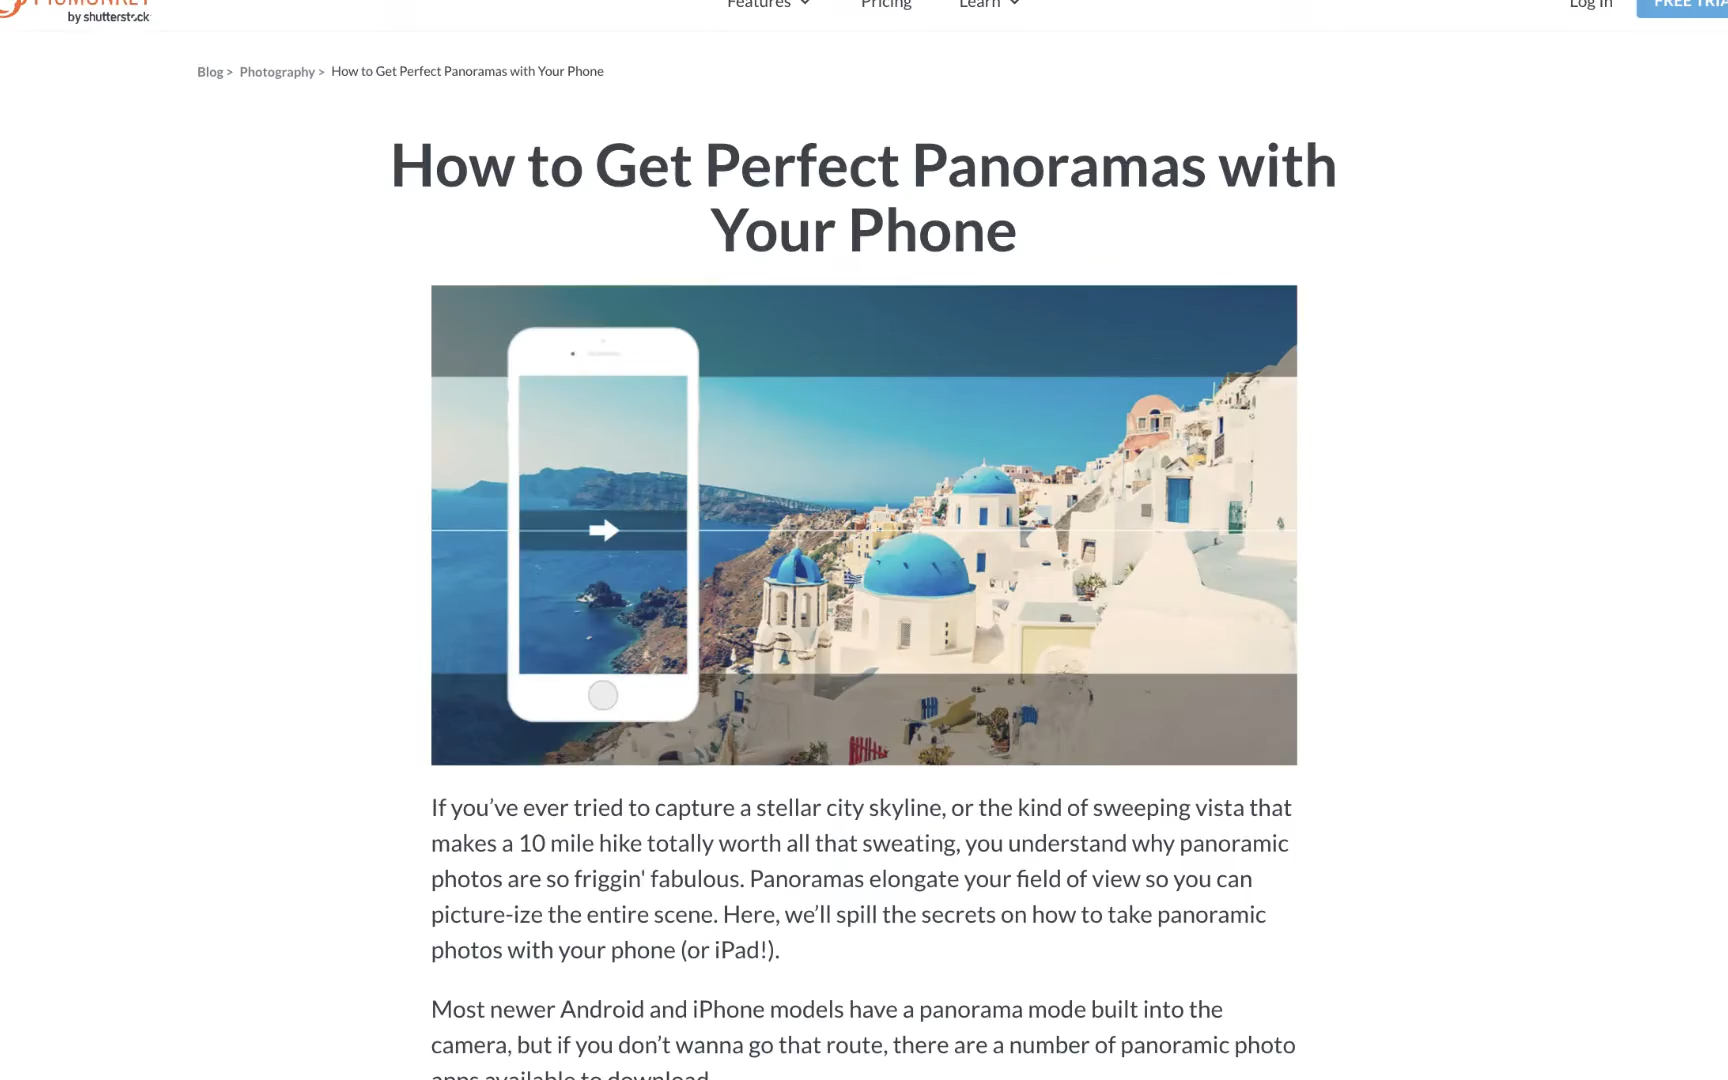 by shutterstock
Features
Pricing
Learn
Log In
Blog > Photography > How to Get Perfect Panoramas with Your Phone
How to Get Perfect Panoramas with
Your Phone
If you’ve ever tried to capture a stellar city skyline, or the kind of sweeping vista that
makes a 10 mile hike totally worth all that sweating, you understand why panoramic
photos are so friggin' fabulous. Panoramas elongate your field of view so you can
picture-ize the entire scene. Here, we’ll spill the secrets on how to take panoramic
photos with your phone (or iPad!).
Most newer Android and iPhone models have a panorama mode built into the
camera, but if you don’t wanna go that route, there are a number of panoramic photo
apps available to download.